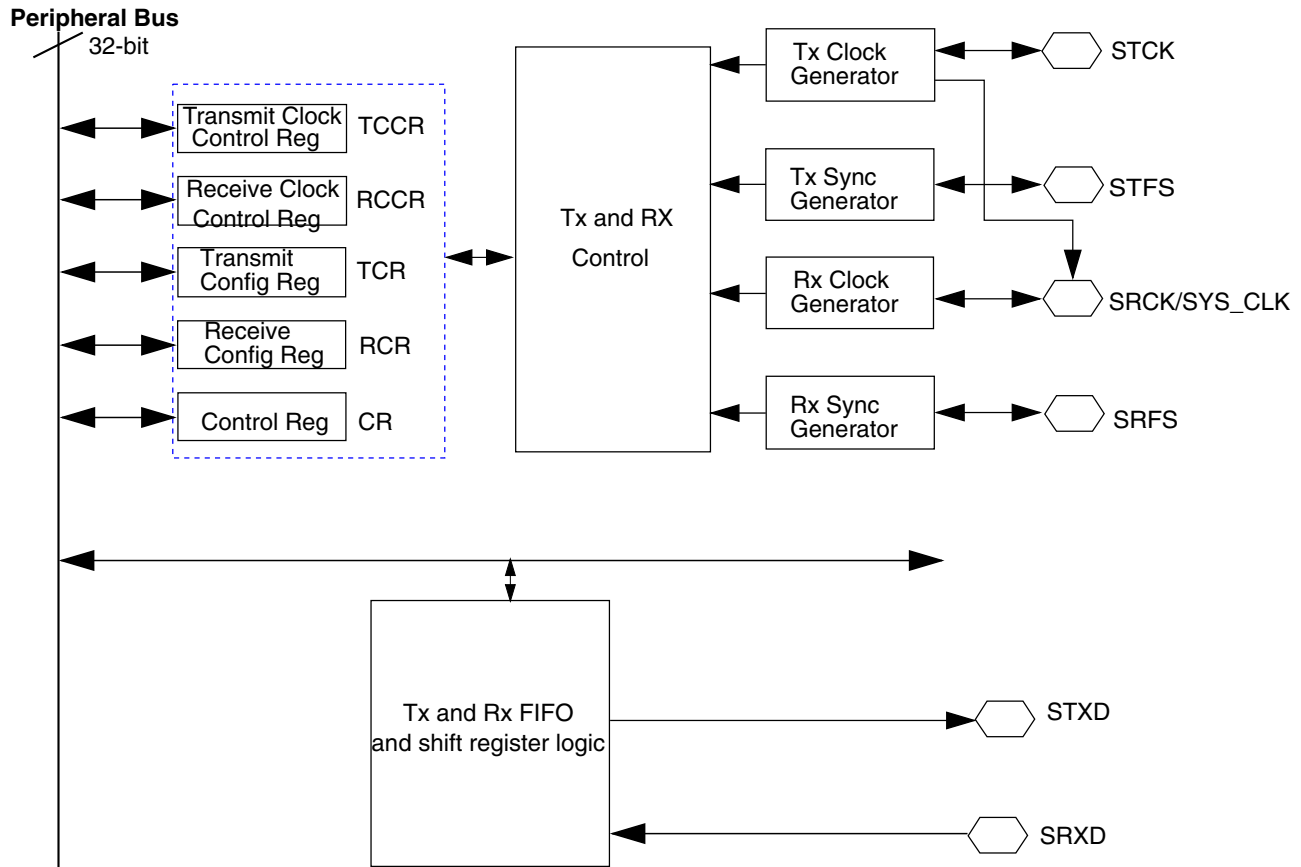 Peripheral Bus
32-bit
Transmit Clock
Control Reg
TCCR
Receive Clock
Control Reg
RCCR
Transmit
Config Reg
TCR
Receive
Config Reg
RCR
Control Reg
CR
Tx and RX
Control
Tx Clock
Generator
STCK
Tx Sync
Generator
STFS
Rx Clock
Generator
SRCK/SYS_CLK
Rx Sync
Generator
SRFS
Tx and Rx FIFO
and shift register logic
STXD
SRXD